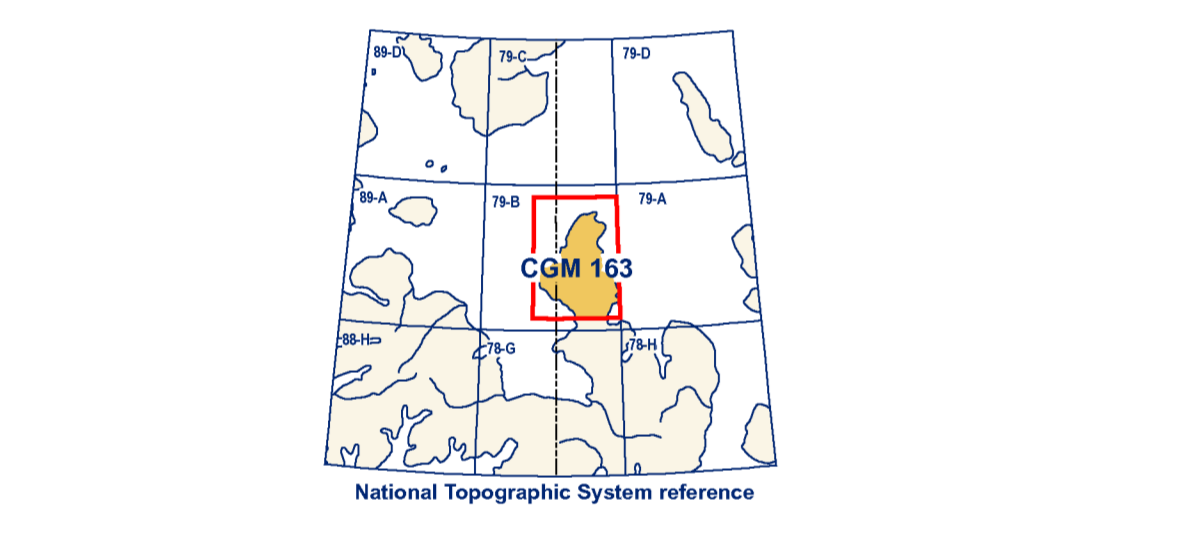 89-D
79-C
79-D
89-A
79-B
79-A
CGM 163
88-H
78-G
78-H
National Topographic System reference